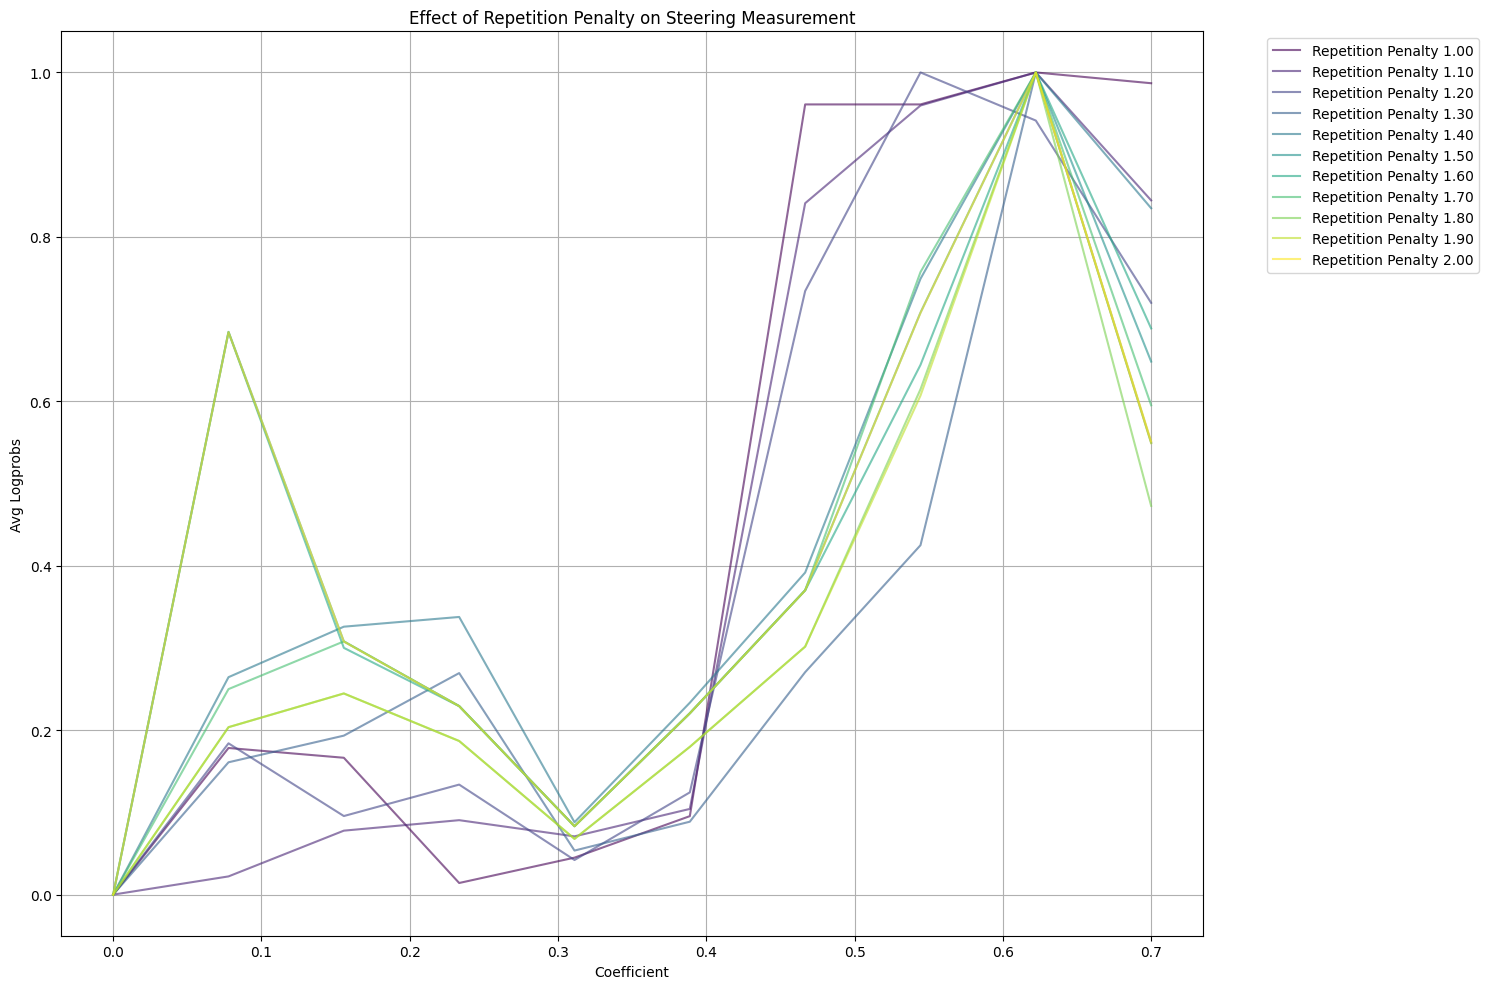 Effect of Repetition Penalty on Steering Measurement
Repetition Penalty 1.00
Repetition Penalty 1.10
Repetition Penalty 1.20
Repetition Penalty 1.30
Repetition Penalty 1.40
Repetition Penalty 1.50
Repetition Penalty 1.60
Repetition Penalty 1.70
Repetition Penalty 1.80
Repetition Penalty 1.90
Repetition Penalty 2.00
Avg Logprobs
1.0
0.8
0.6
0.4
0.2
0.0
0.0 0.1 0.2 0.3 0.4 0.5 0.6 0.7
Coefficient